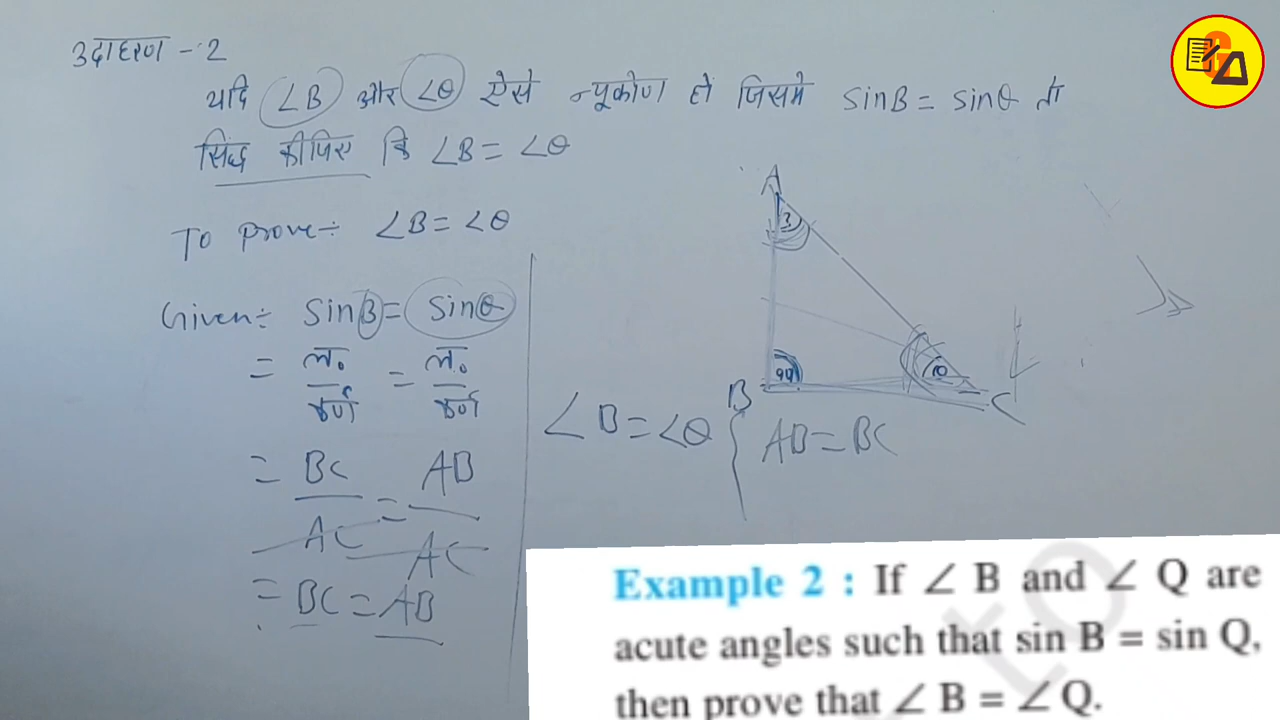 उदाहरण - 2
यदि ∠B और ∠θ ऐसे न्यूकोण हो जिसमे sinB = sinθ तो
सिद्ध कीजिए कि ∠B = ∠θ
To prove÷ ∠B = ∠θ
Given÷ sinB = sinθ
= ल०/कर्ण = ल०/कर्ण
= BC/AC = AB/AC
= BC = AB
A
90
B
C
∠B = ∠θ { AB = BC
Example 2 : If ∠ B and ∠ Q are
acute angles such that sin B = sin Q,
then prove that ∠ B = ∠ Q.